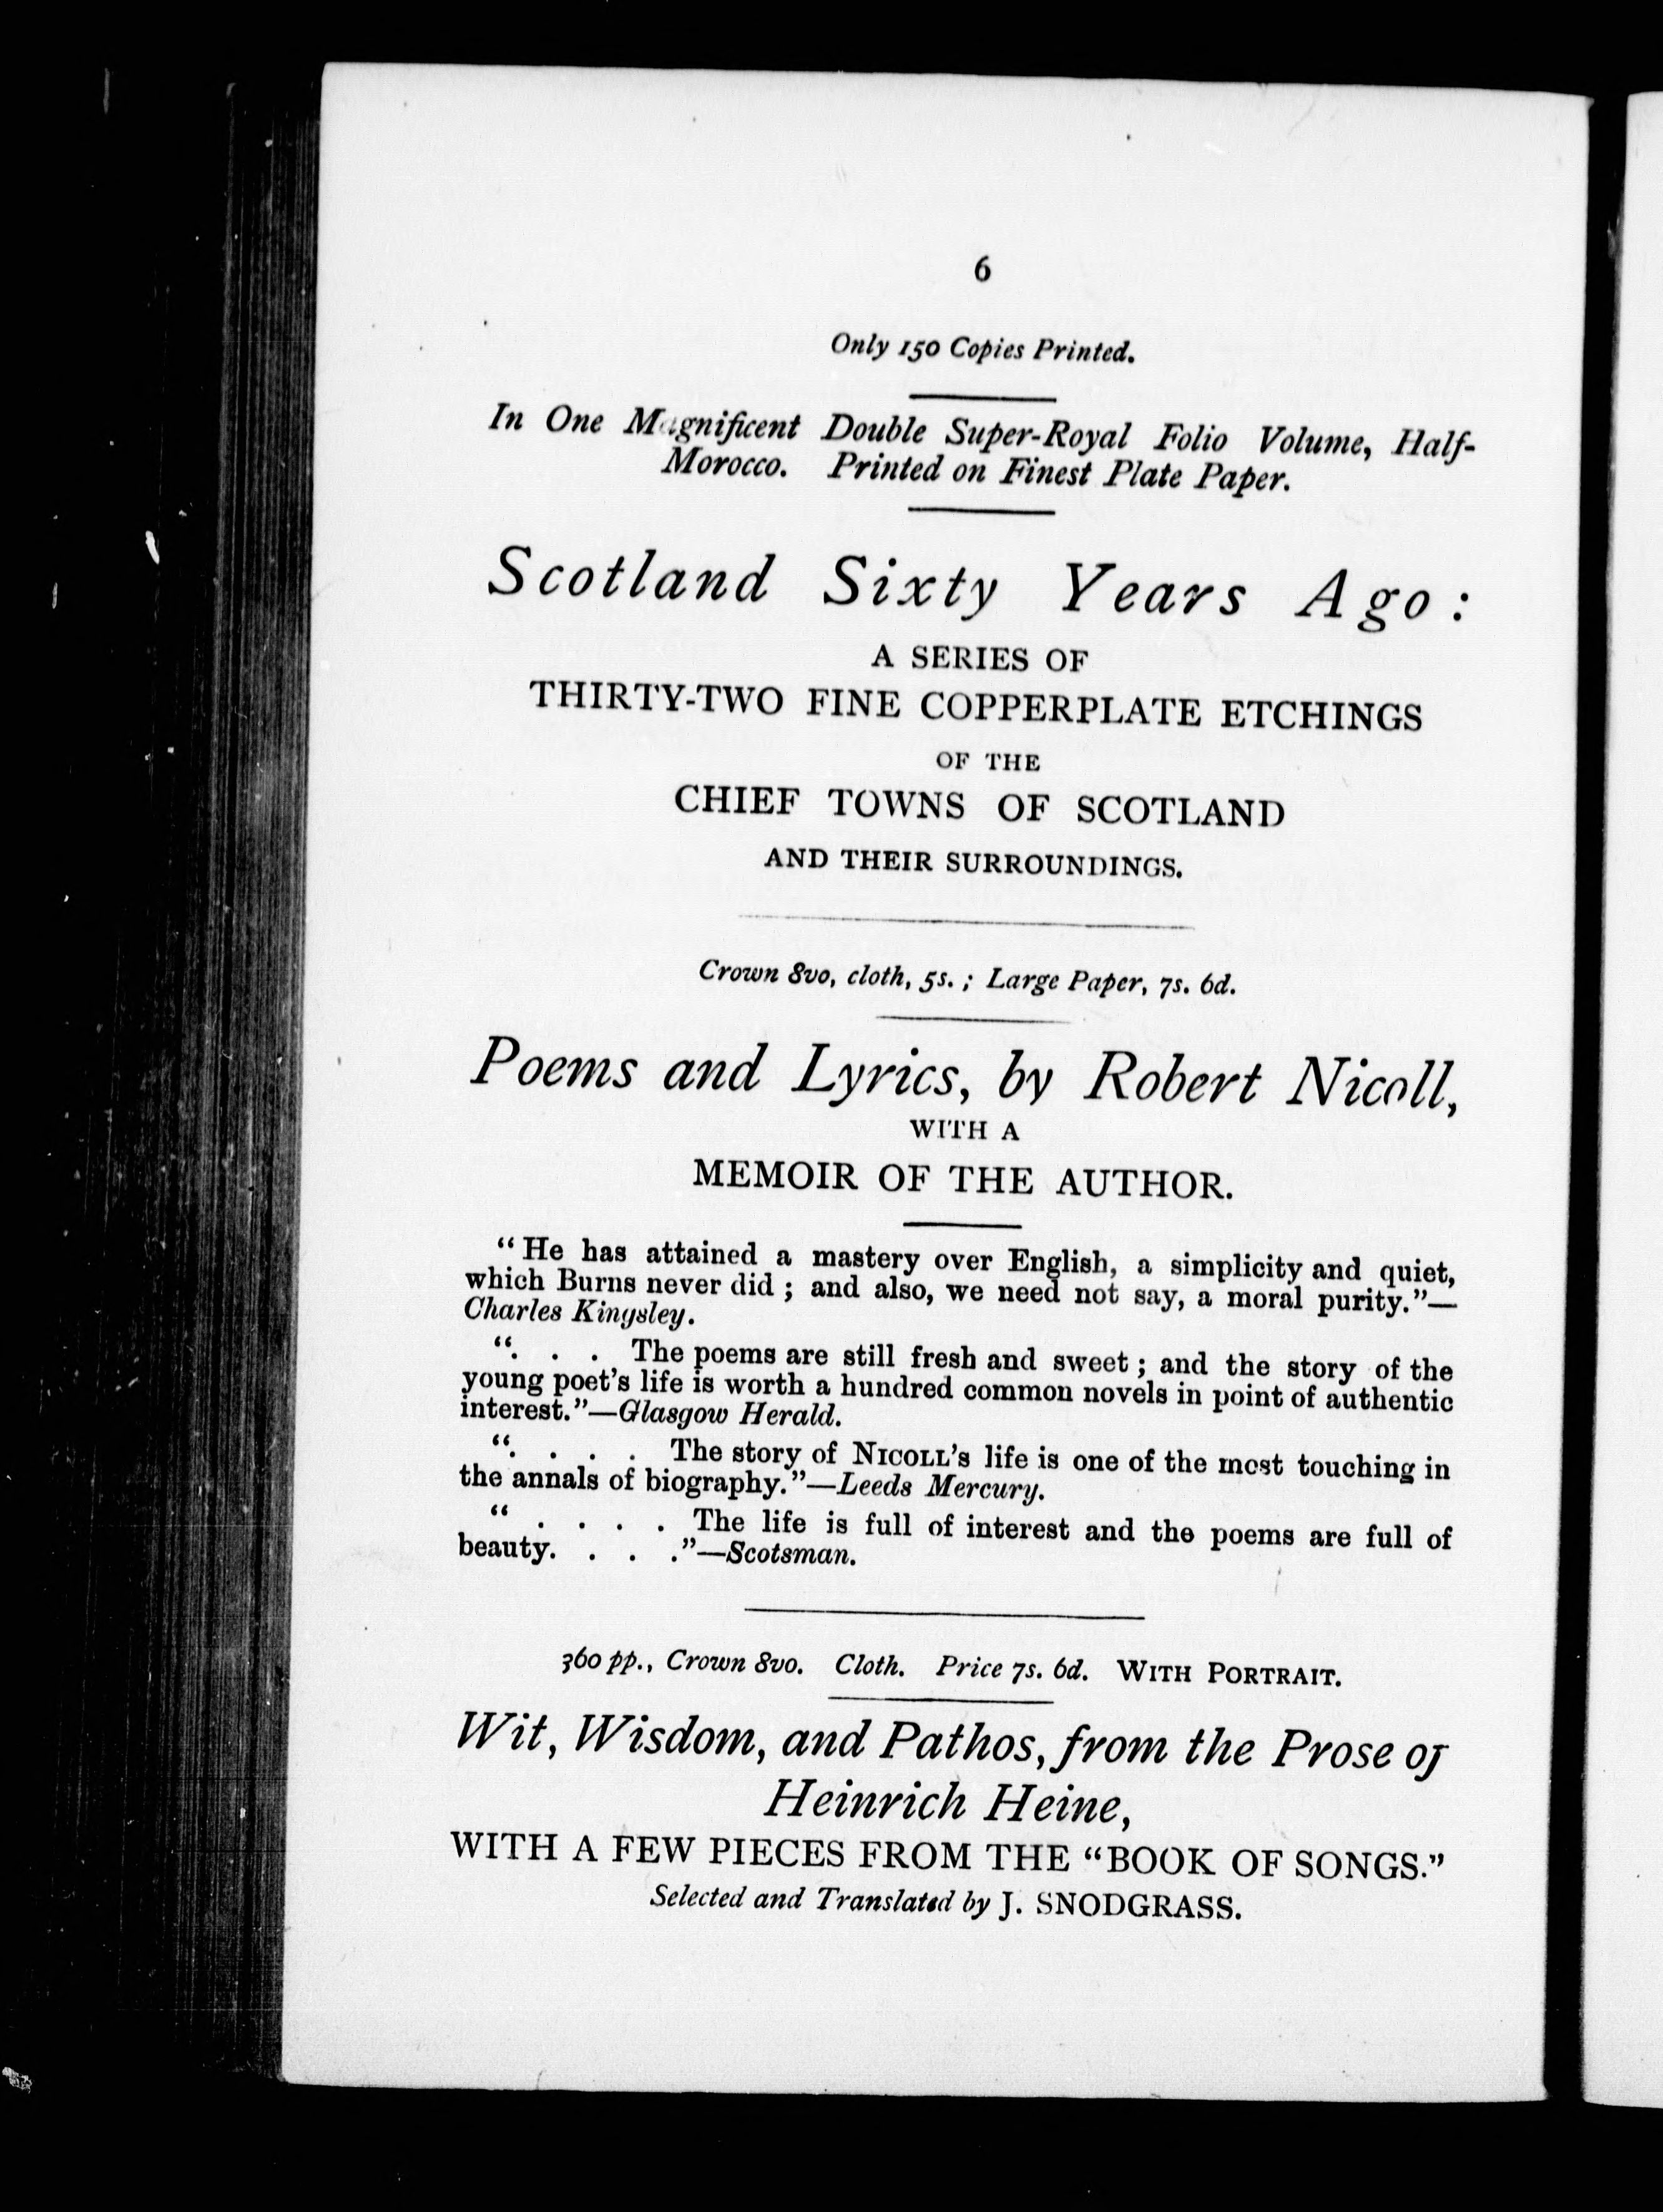 6
Only 150 Copies Printed.
In One Magnificent Double Super-Royal Folio Volume, Half-
Morocco. Printed on Finest Plate Paper.
Scotland Sixty Years Ago:
A SERIES OF
THIRTY-TWO FINE COPPERPLATE ETCHINGS
OF THE
CHIEF TOWNS OF SCOTLAND
AND THEIR SURROUNDINGS.
Crown 8vo, cloth, 5s.; Large Paper, 7s. 6d.
Poems and Lyrics, by Robert Nicoll,
WITH A
MEMOIR OF THE AUTHOR.
"He has attained a mastery over English, a simplicity and quiet,
which Burns never did; and also, we need not say, a moral purity."—
Charles Kingsley.
". . . The poems are still fresh and sweet; and the story of the
young poet's life is worth a hundred common novels in point of authentic
interest."—Glasgow Herald.
". . . . The story of NICOLL'S life is one of the most touching in
the annals of biography."—Leeds Mercury.
" . . . . The life is full of interest and the poems are full of
beauty. . . ."—Scotsman.
360 pp., Crown 8vo. Cloth. Price 7s. 6d. WITH PORTRAIT.
Wit, Wisdom, and Pathos, from the Prose of
Heinrich Heine,
WITH A FEW PIECES FROM THE "BOOK OF SONGS."
Selected and Translated by J. SNODGRASS.